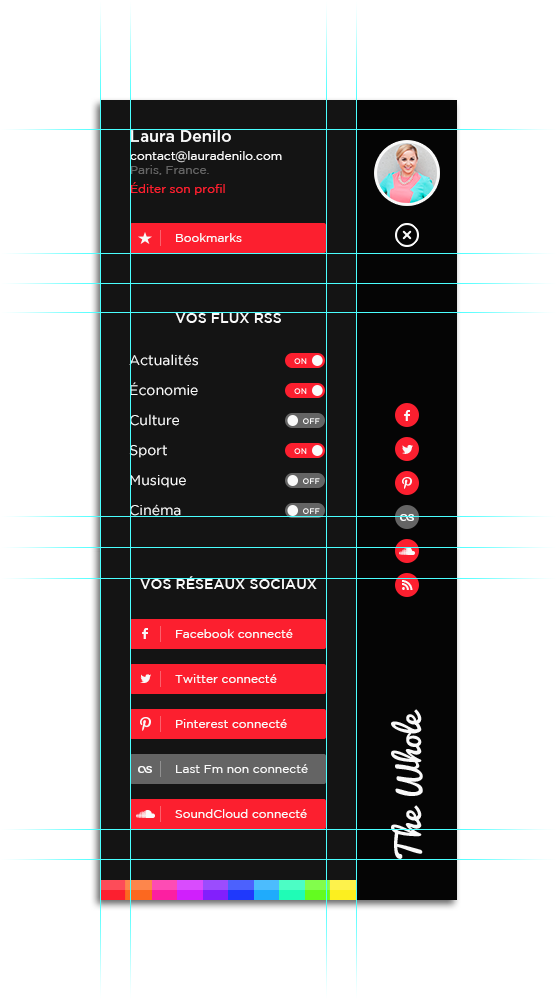 Laura Denilo
contact@lauradenilo.com
Paris, France.
Éditer son profil
Bookmarks
VOS FLUX RSS
Actualités ON
Économie ON
Culture OFF
Sport ON
Musique OFF
Cinéma OFF
VOS RÉSEAUX SOCIAUX
Facebook connecté
Twitter connecté
Pinterest connecté
Last Fm non connecté
SoundCloud connecté
The Whole